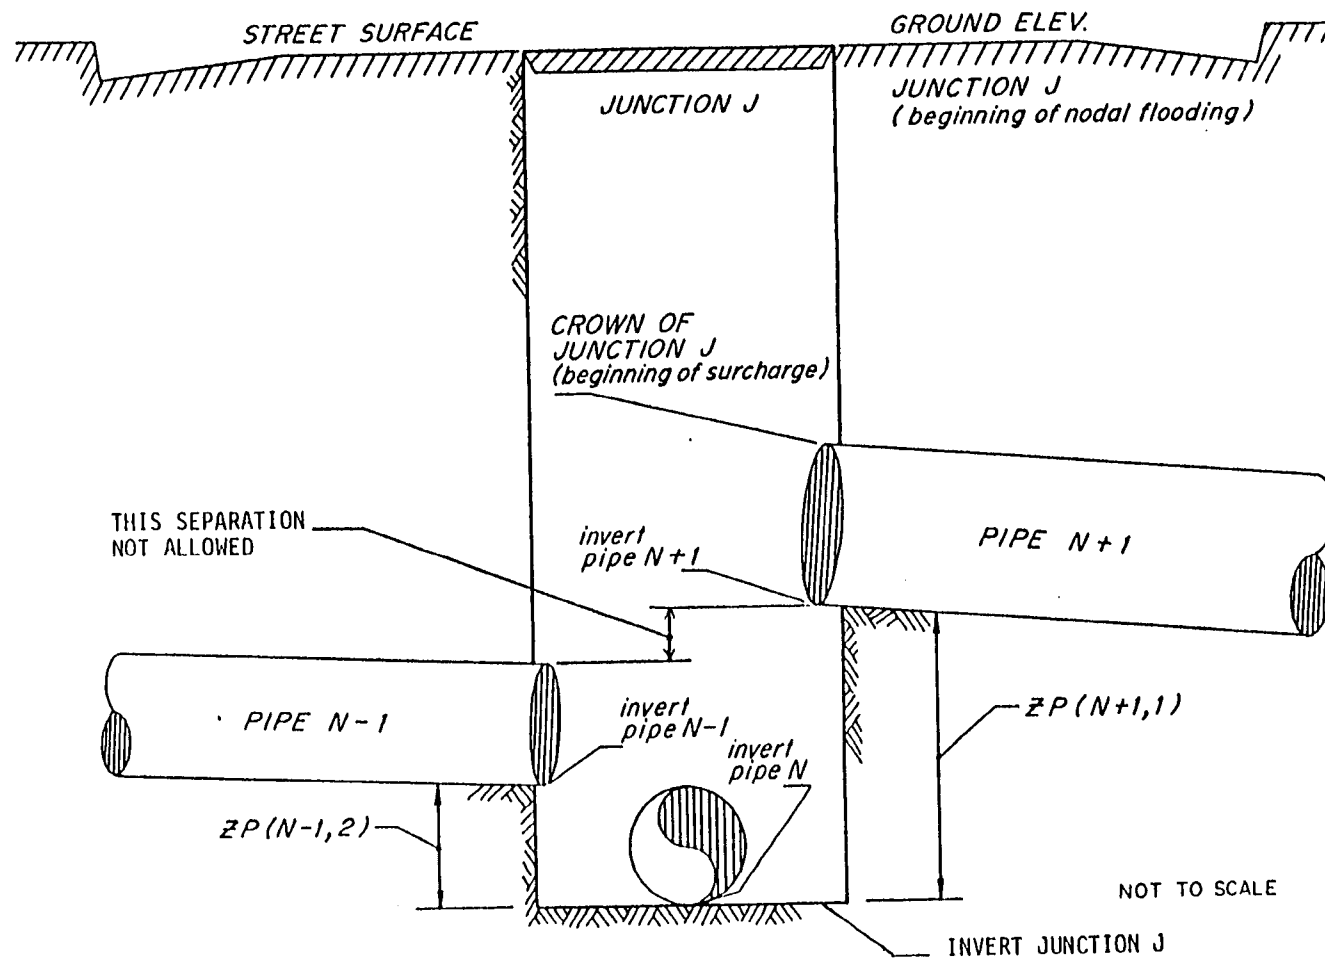 STREET SURFACE
GROUND ELEV.
JUNCTION J
JUNCTION J
(beginning of nodal flooding)
CROWN OF
JUNCTION J
(beginning of surcharge)
THIS SEPARATION
NOT ALLOWED
invert
pipe N+1
PIPE N+1
PIPE N-1
invert
pipe N-1
invert
pipe N
ZP(N+1,1)
ZP(N-1,2)
NOT TO SCALE
INVERT JUNCTION J